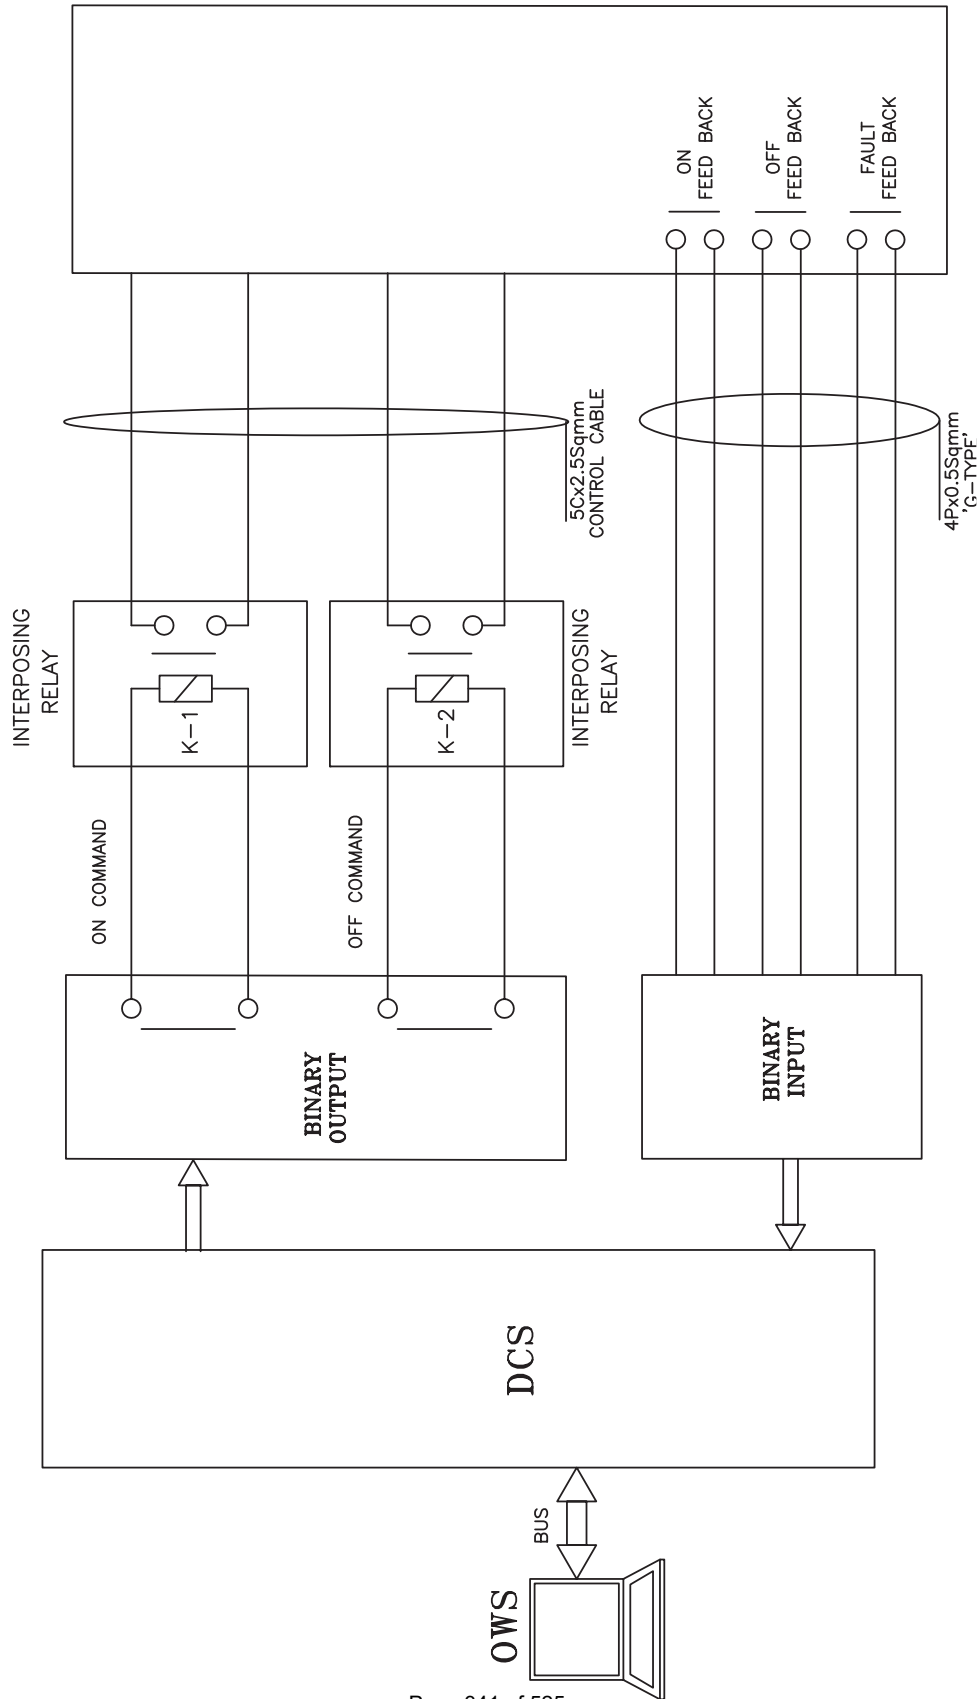 INTERPOSING
RELAY
K-1
ON COMMAND
INTERPOSING
RELAY
K-2
OFF COMMAND
5Cx2.5Sqmm
CONTROL CABLE
ON
FEED BACK
OFF
FEED BACK
FAULT
FEED BACK
4Px0.5Sqmm
'G-TYPE'
BINARY
OUTPUT
BINARY
INPUT
DCS
BUS
OWS